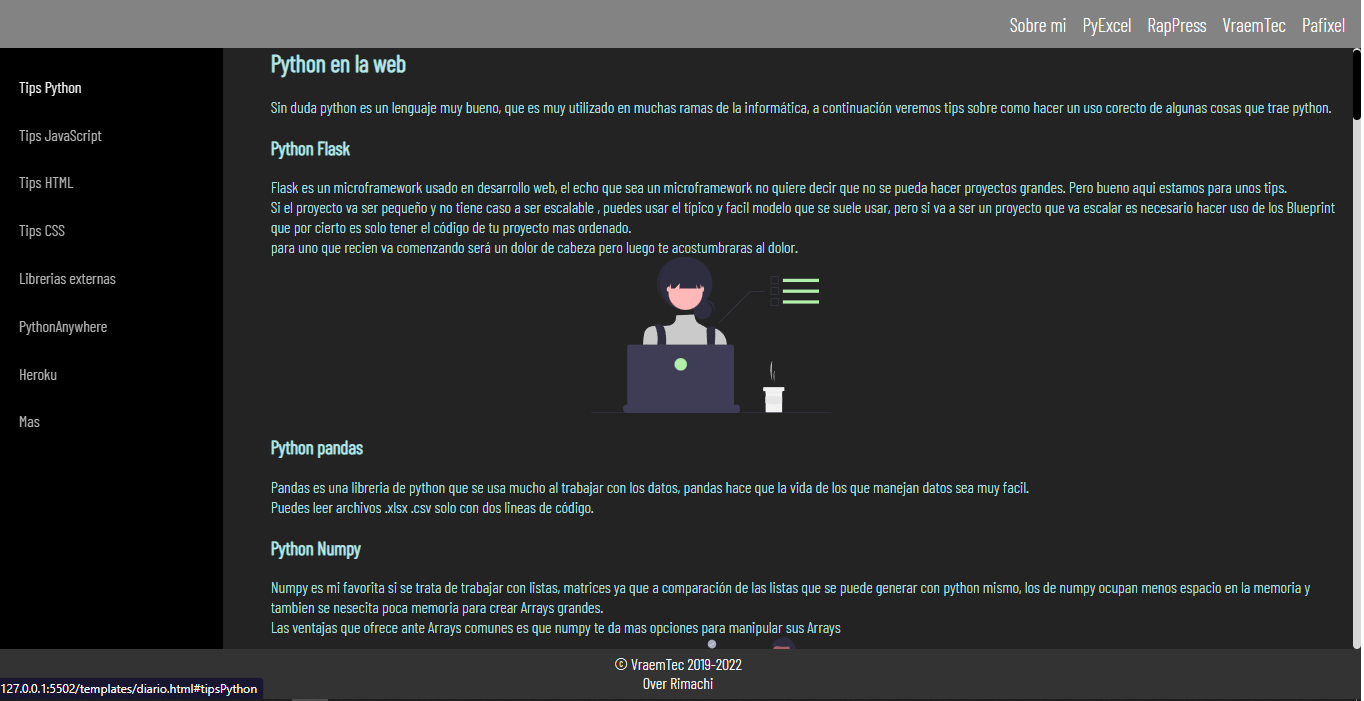 Sobre mi PyExcel RapPress VraemTec Pafixel
Tips Python
Tips JavaScript
Tips HTML
Tips CSS
Librerias externas
PythonAnywhere
Heroku
Mas
Python en la web
Sin duda python es un lenguaje muy bueno, que es muy utilizado en muchas ramas de la informática, a continuación veremos tips sobre como hacer un uso corecto de algunas cosas que trae python.
Python Flask
Flask es un microframework usado en desarrollo web, el echo que sea un microframework no quiere decir que no se pueda hacer proyectos grandes. Pero bueno aqui estamos para unos tips.
Si el proyecto va ser pequeño y no tiene caso a ser escalable , puedes usar el típico y facil modelo que se suele usar, pero si va a ser un proyecto que va escalar es necesario hacer uso de los Blueprint
que por cierto es solo tener el código de tu proyecto mas ordenado.
para uno que recien va comenzando será un dolor de cabeza pero luego te acostumbraras al dolor.
Python pandas
Pandas es una libreria de python que se usa mucho al trabajar con los datos, pandas hace que la vida de los que manejan datos sea muy facil.
Puedes leer archivos .xlsx .csv solo con dos lineas de código.
Python Numpy
Numpy es mi favorita si se trata de trabajar con listas, matrices ya que a comparación de las listas que se puede generar con python mismo, los de numpy ocupan menos espacio en la memoria y
tambien se nesecita poca memoria para crear Arrays grandes.
Las ventajas que ofrece ante Arrays comunes es que numpy te da mas opciones para manipular sus Arrays
© VraemTec 2019-2022
Over Rimachi
127.0.0.1:5502/templates/diario.html#tipsPython